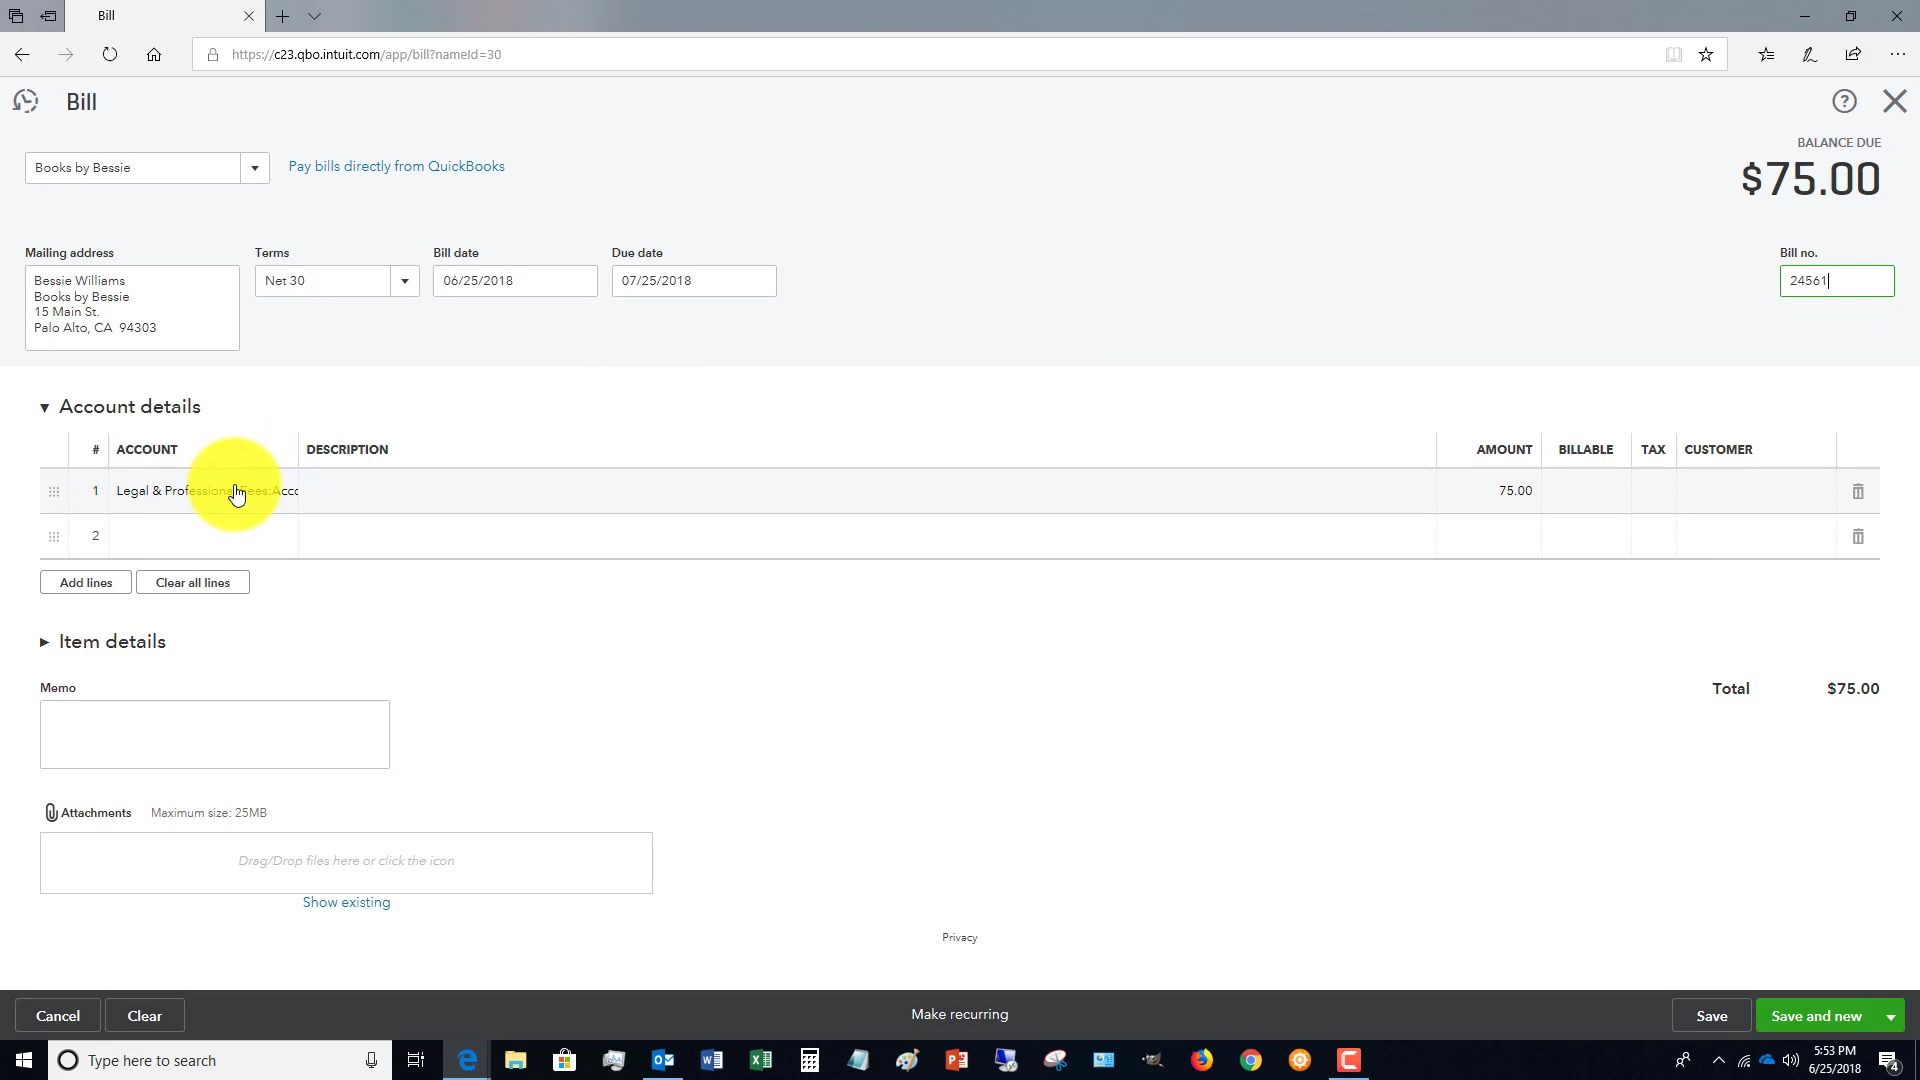 Bill
https://c23.qbo.intuit.com/app/bill?nameId=30
Bill
Books by Bessie
Pay bills directly from QuickBooks
BALANCE DUE
$75.00
Mailing address
Terms
Bill date
Due date
Bill no.
Bessie Williams
Books by Bessie
15 Main St.
Palo Alto, CA 94303
Net 30
06/25/2018
07/25/2018
24561
Account details
# ACCOUNT DESCRIPTION AMOUNT BILLABLE TAX CUSTOMER
1 Legal & Professional Fees:Acco 75.00
2
Add lines
Clear all lines
Item details
Memo
Total $75.00
Attachments Maximum size: 25MB
Drag/Drop files here or click the icon
Show existing
Privacy
Cancel
Clear
Make recurring
Save
Save and new
Type here to search
5:53 PM
6/25/2018
4